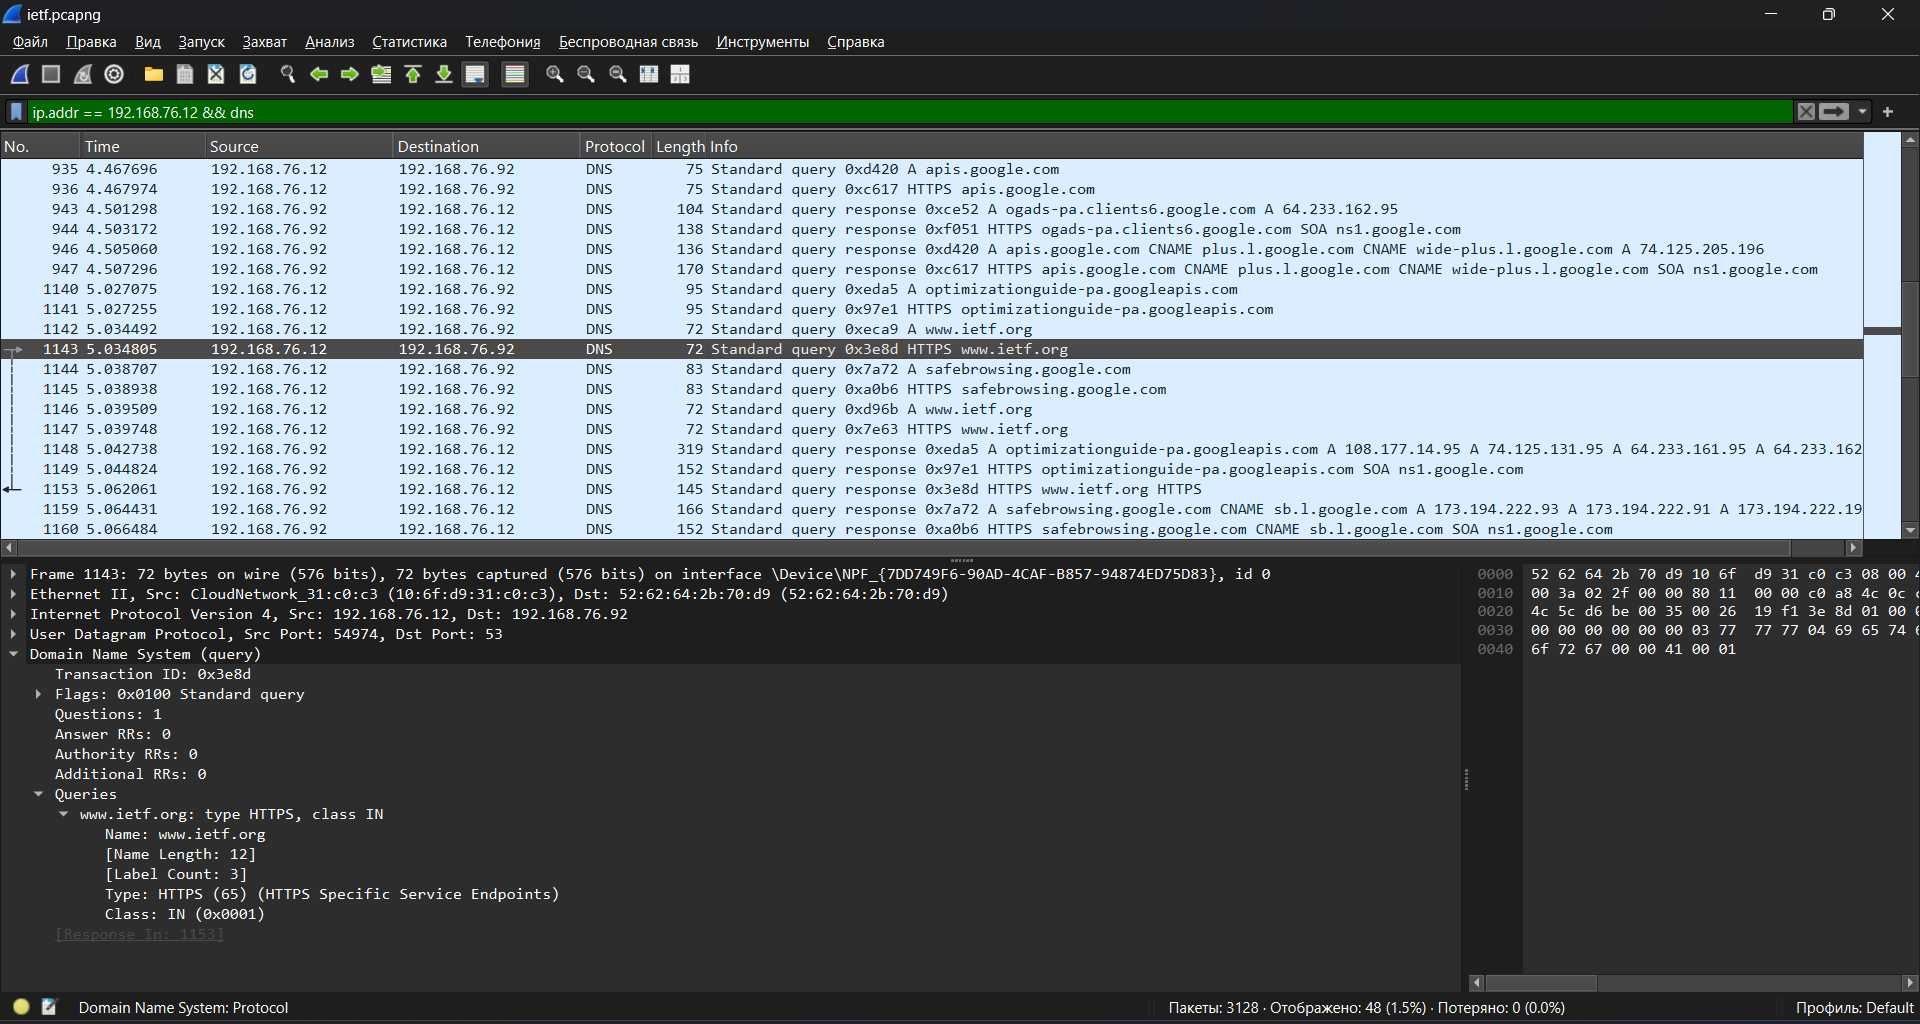 ietf.pcapng
Файл Правка Вид Запуск Захват Анализ Статистика Телефония Беспроводная связь Инструменты Справка
ip.addr == 192.168.76.12 && dns
No. Time Source Destination Protocol Length Info
935 4.467696 192.168.76.12 192.168.76.92 DNS 75 Standard query 0xd420 A apis.google.com
936 4.467974 192.168.76.12 192.168.76.92 DNS 75 Standard query 0xc617 HTTPS apis.google.com
943 4.501298 192.168.76.92 192.168.76.12 DNS 104 Standard query response 0xce52 A ogads-pa.clients6.google.com A 64.233.162.95
944 4.503172 192.168.76.92 192.168.76.12 DNS 138 Standard query response 0xf051 HTTPS ogads-pa.clients6.google.com SOA ns1.google.com
946 4.505060 192.168.76.92 192.168.76.12 DNS 136 Standard query response 0xd420 A apis.google.com CNAME plus.l.google.com CNAME wide-plus.l.google.com A 74.125.205.196
947 4.507296 192.168.76.92 192.168.76.12 DNS 170 Standard query response 0xc617 HTTPS apis.google.com CNAME plus.l.google.com CNAME wide-plus.l.google.com SOA ns1.google.com
1140 5.027075 192.168.76.12 192.168.76.92 DNS 95 Standard query 0xeda5 A optimizationguide-pa.googleapis.com
1141 5.027255 192.168.76.12 192.168.76.92 DNS 95 Standard query 0x97e1 HTTPS optimizationguide-pa.googleapis.com
1142 5.034492 192.168.76.12 192.168.76.92 DNS 72 Standard query 0xeca9 A www.ietf.org
1143 5.034805 192.168.76.12 192.168.76.92 DNS 72 Standard query 0x3e8d HTTPS www.ietf.org
1144 5.038707 192.168.76.12 192.168.76.92 DNS 83 Standard query 0x7a72 A safebrowsing.google.com
1145 5.038938 192.168.76.12 192.168.76.92 DNS 83 Standard query 0xa0b6 HTTPS safebrowsing.google.com
1146 5.039509 192.168.76.12 192.168.76.92 DNS 72 Standard query 0xd96b A www.ietf.org
1147 5.039748 192.168.76.12 192.168.76.92 DNS 72 Standard query 0x7e63 HTTPS www.ietf.org
1148 5.042738 192.168.76.92 192.168.76.12 DNS 319 Standard query response 0xeda5 A optimizationguide-pa.googleapis.com A 108.177.14.95 A 74.125.131.95 A 64.233.161.95 A 64.233.162
1149 5.044824 192.168.76.92 192.168.76.12 DNS 152 Standard query response 0x97e1 HTTPS optimizationguide-pa.googleapis.com SOA ns1.google.com
1153 5.062061 192.168.76.92 192.168.76.12 DNS 145 Standard query response 0x3e8d HTTPS www.ietf.org HTTPS
1159 5.064431 192.168.76.92 192.168.76.12 DNS 166 Standard query response 0x7a72 A safebrowsing.google.com CNAME sb.l.google.com A 173.194.222.93 A 173.194.222.91 A 173.194.222.19
1160 5.066484 192.168.76.92 192.168.76.12 DNS 152 Standard query response 0xa0b6 HTTPS safebrowsing.google.com CNAME sb.l.google.com SOA ns1.google.com
Frame 1143: 72 bytes on wire (576 bits), 72 bytes captured (576 bits) on interface \Device\NPF_{7DD749F6-90AD-4CAF-B857-94874ED75D83}, id 0
Ethernet II, Src: CloudNetwork_31:c0:c3 (10:6f:d9:31:c0:c3), Dst: 52:62:64:2b:70:d9 (52:62:64:2b:70:d9)
Internet Protocol Version 4, Src: 192.168.76.12, Dst: 192.168.76.92
User Datagram Protocol, Src Port: 54974, Dst Port: 53
Domain Name System (query)
Transaction ID: 0x3e8d
Flags: 0x0100 Standard query
Questions: 1
Answer RRs: 0
Authority RRs: 0
Additional RRs: 0
Queries
www.ietf.org: type HTTPS, class IN
Name: www.ietf.org
[Name Length: 12]
[Label Count: 3]
Type: HTTPS (65) (HTTPS Specific Service Endpoints)
Class: IN (0x0001)
[Response In: 1153]
0000 52 62 64 2b 70 d9 10 6f d9 31 c0 c3 08 00
0010 00 3a 02 2f 00 00 80 11 00 00 c0 a8 4c 0c
0020 4c 5c d6 be 00 35 00 26 19 f1 3e 8d 01 00
0030 00 00 00 00 00 00 03 77 77 77 04 69 65 74
0040 6f 72 67 00 00 41 00 01
Domain Name System: Protocol
Пакеты: 3128 · Отображено: 48 (1.5%) · Потеряно: 0 (0.0%)
Профиль: Default